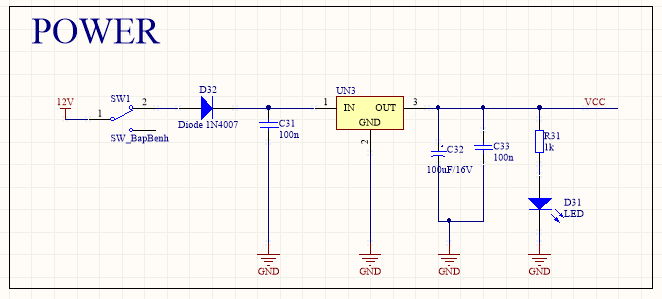 POWER
12V
SW1
1
2
SW_BapBenh
D32
Diode 1N4007
C31
100n
UN3
1
IN
OUT
GND
3
2
C32
100uF/16V
C33
100n
VCC
R31
1k
D31
LED
GND
GND
GND
GND